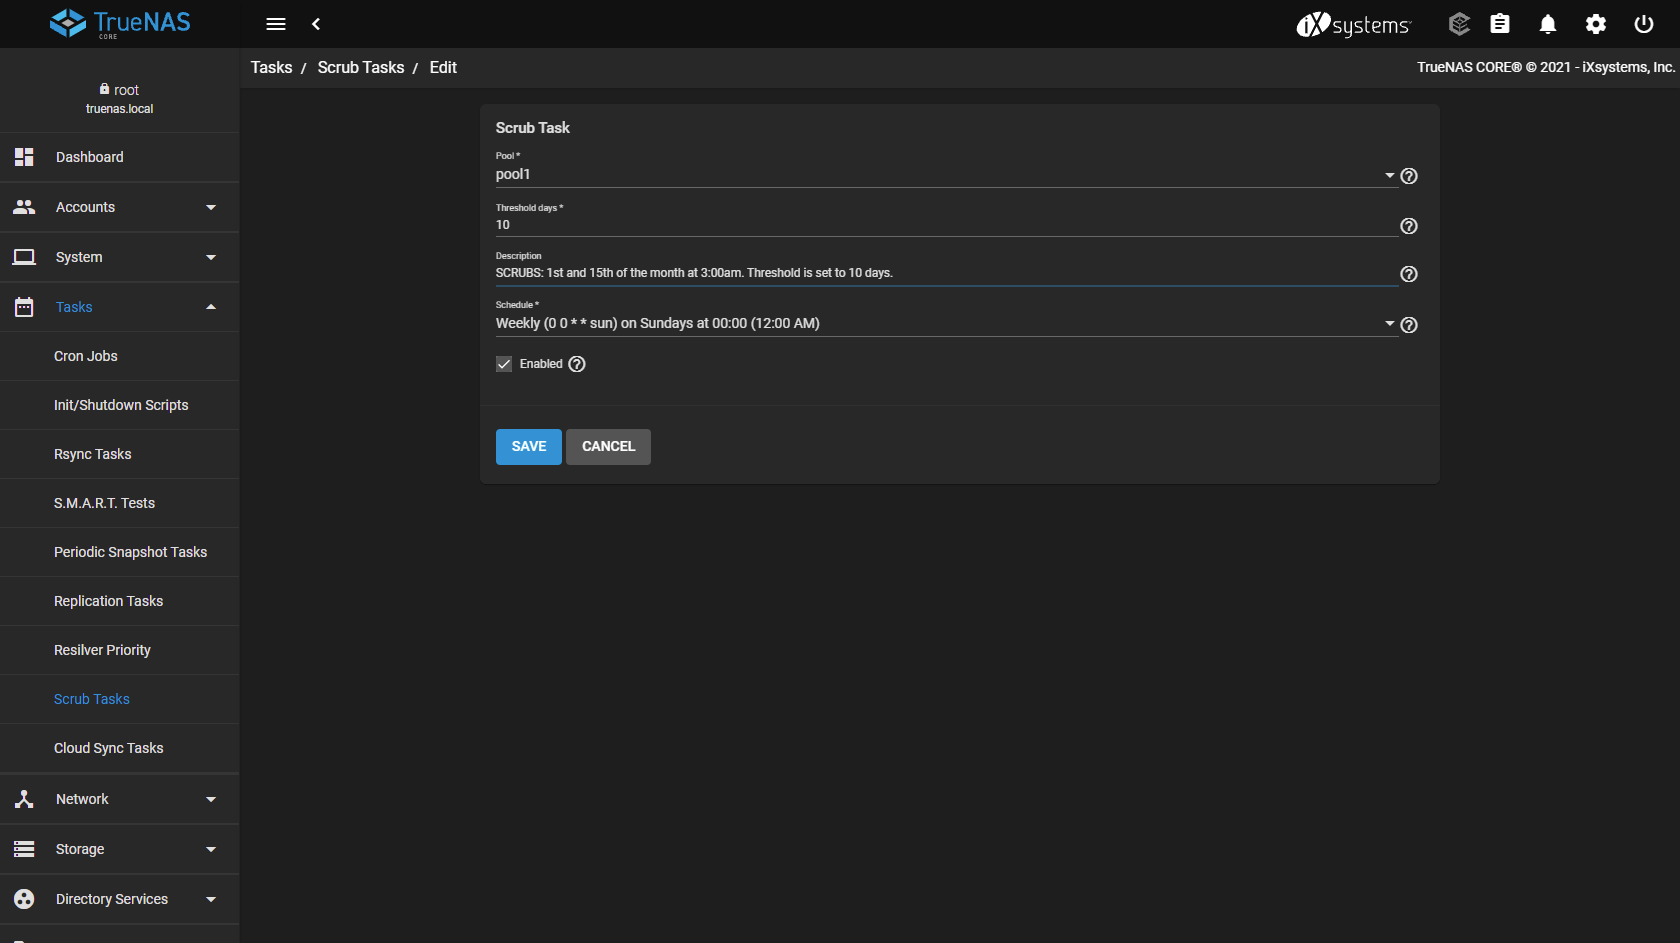 TrueNAS
CORE
iXsystems
Tasks / Scrub Tasks / Edit
TrueNAS CORE® © 2021 - iXsystems, Inc.
root
truenas.local
Dashboard
Accounts
System
Tasks
Cron Jobs
Init/Shutdown Scripts
Rsync Tasks
S.M.A.R.T. Tests
Periodic Snapshot Tasks
Replication Tasks
Resilver Priority
Scrub Tasks
Cloud Sync Tasks
Network
Storage
Directory Services
Scrub Task
Pool *
pool1
Threshold days *
10
Description
SCRUBS: 1st and 15th of the month at 3:00am. Threshold is set to 10 days.
Schedule *
Weekly (0 0 * * sun) on Sundays at 00:00 (12:00 AM)
Enabled
SAVE CANCEL